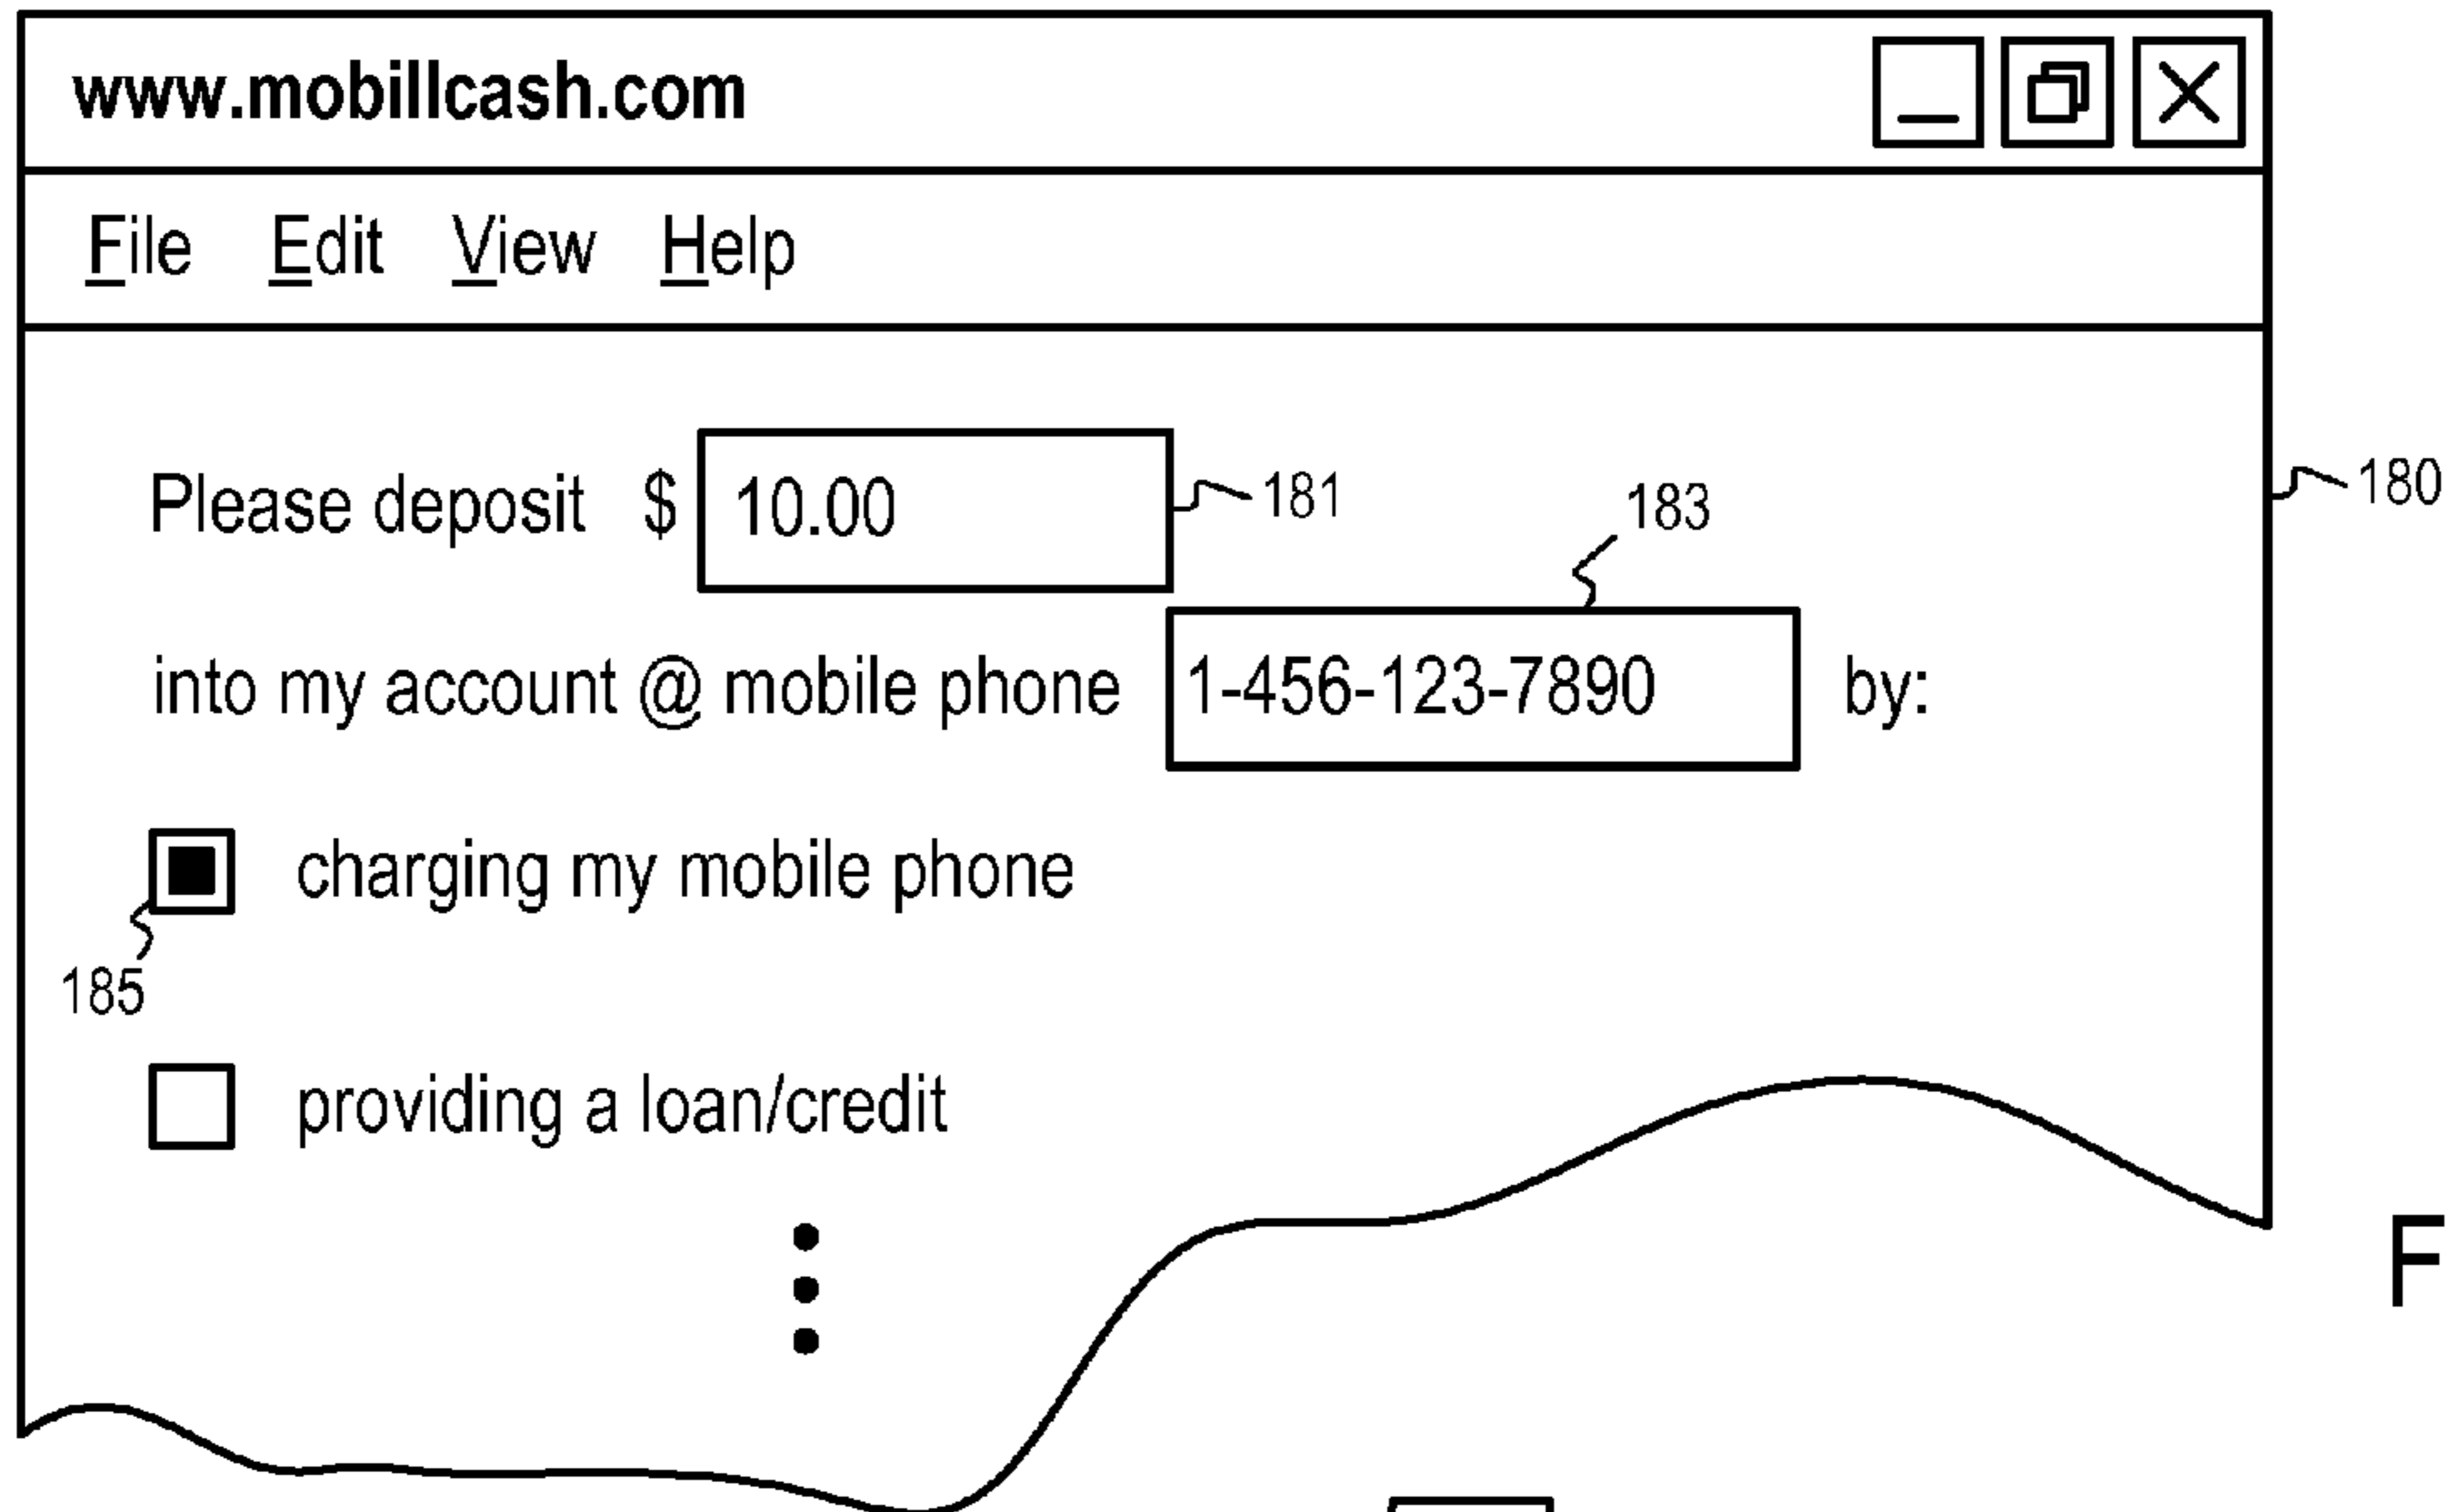 www.mobillcash.com
File Edit View Help
Please deposit $ 10.00 181 180
183
into my account @ mobile phone 1-456-123-7890 by:
charging my mobile phone
185
providing a loan/credit
F